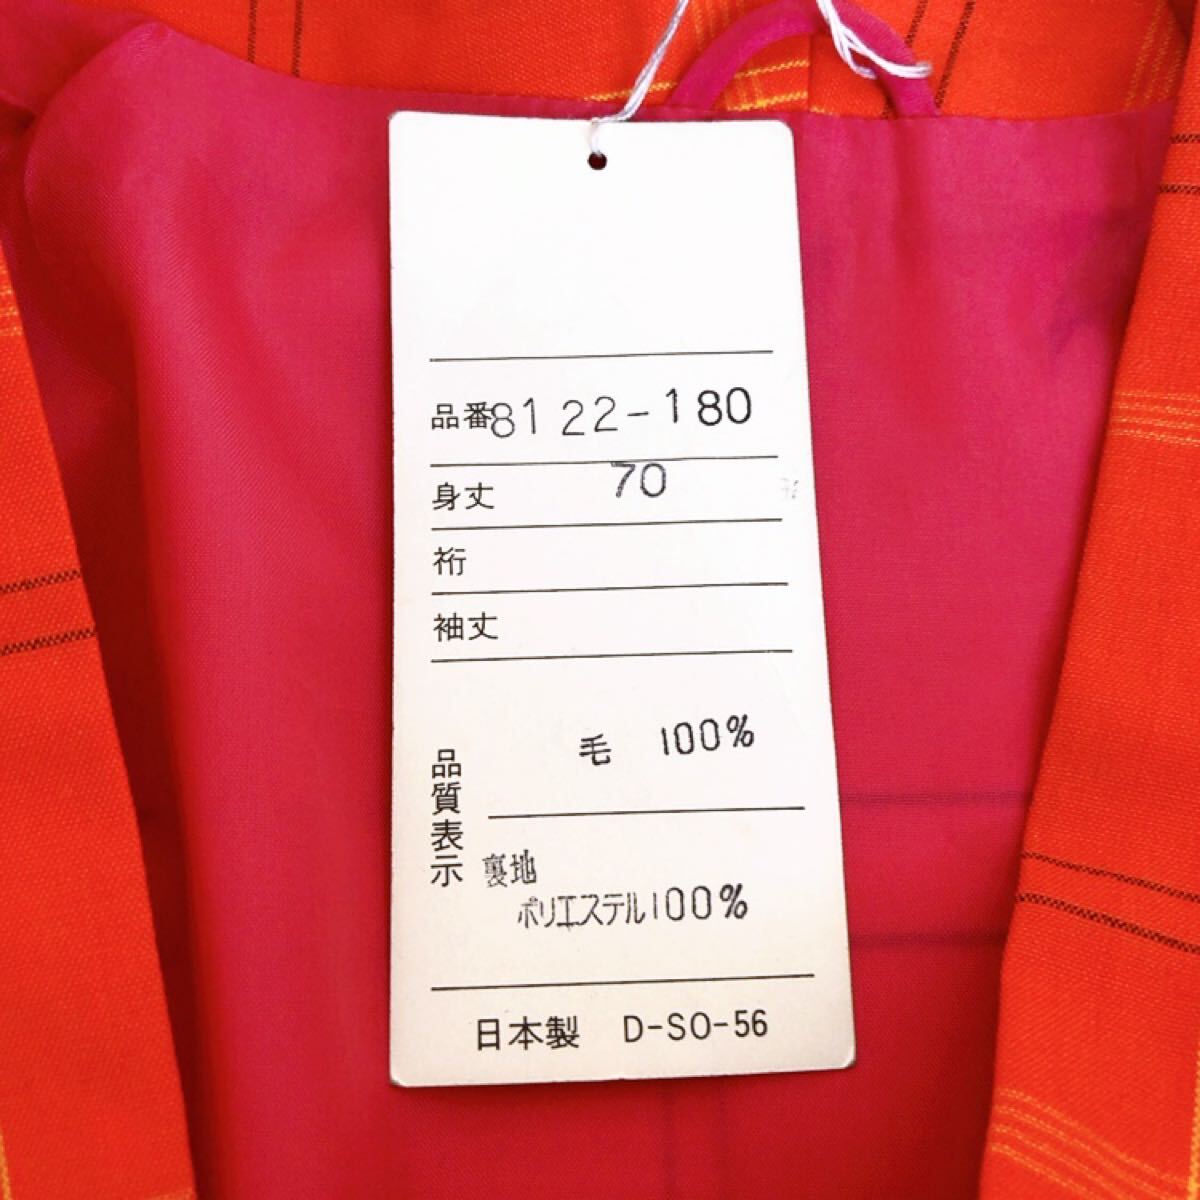 品番8122-180
身丈 70
裄
袖丈
品質表示
毛 100%
裏地
ポリエステル100%
日本製 D-SO-56